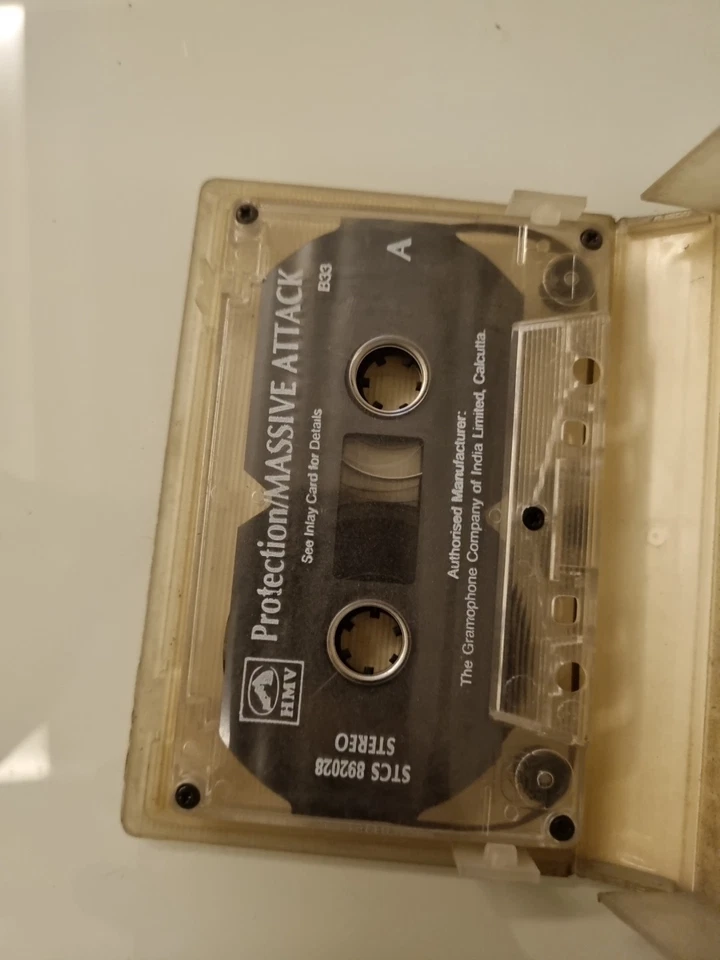 Protection/MASSIVE ATTACK
See Inlay Card for Details
B33
A
HMV
STCS 892028
STEREO
Authorised Manufacturer:
The Gramophone Company of India Limited, Calcutta.